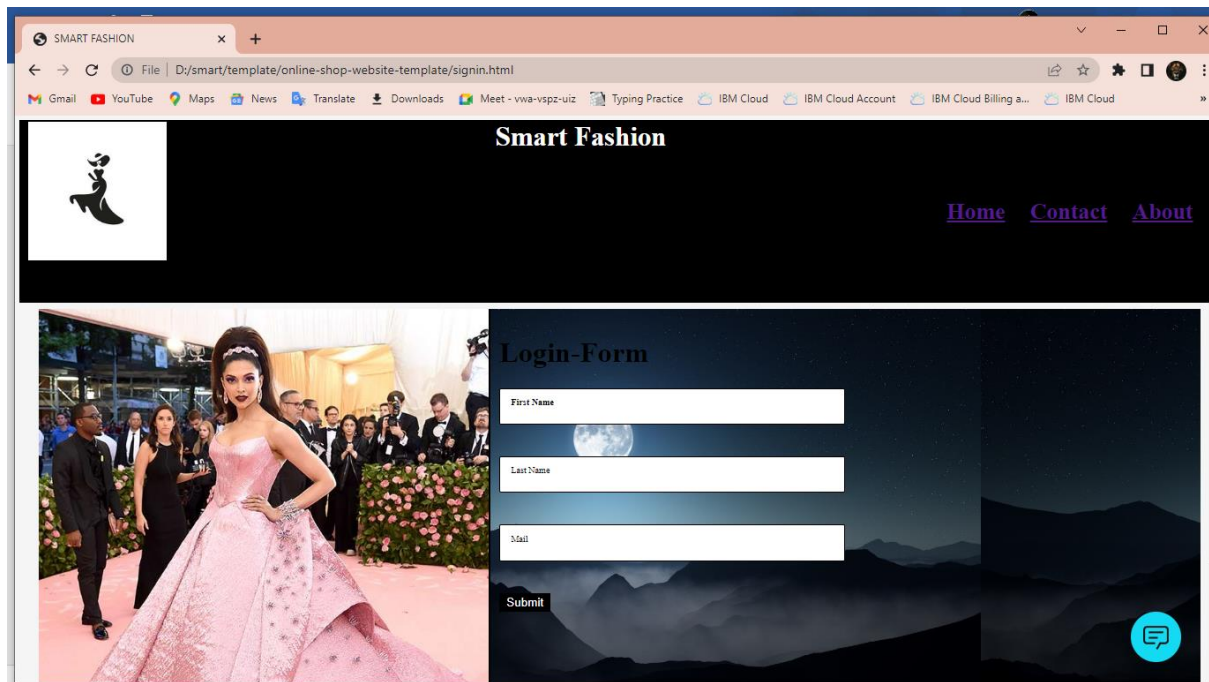 SMART FASHION
File D:/smart/template/online-shop-website-template/signin.html
Gmail YouTube Maps News Translate Downloads Meet - vwa-vspz-uiz Typing Practice IBM Cloud IBM Cloud Account IBM Cloud Billing a... IBM Cloud »
Smart Fashion
Home Contact About
Login-Form
First Name
Last Name
Mail
Submit